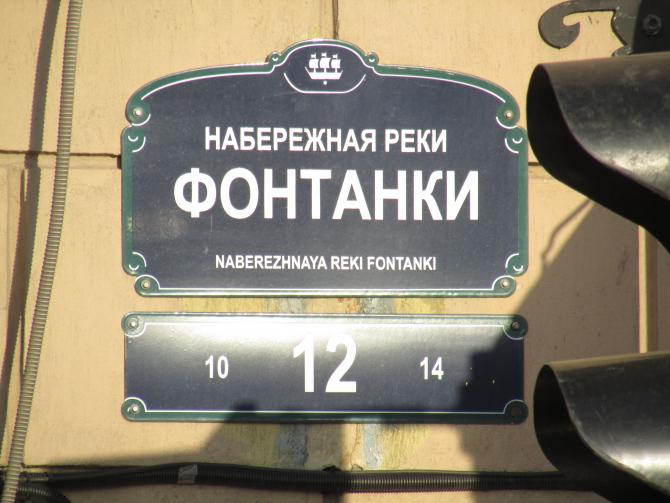 НАБЕРЕЖНАЯ РЕКИ
ФОНТАНКИ
NABEREZHNAYA REKI FONTANKI
10 12 14